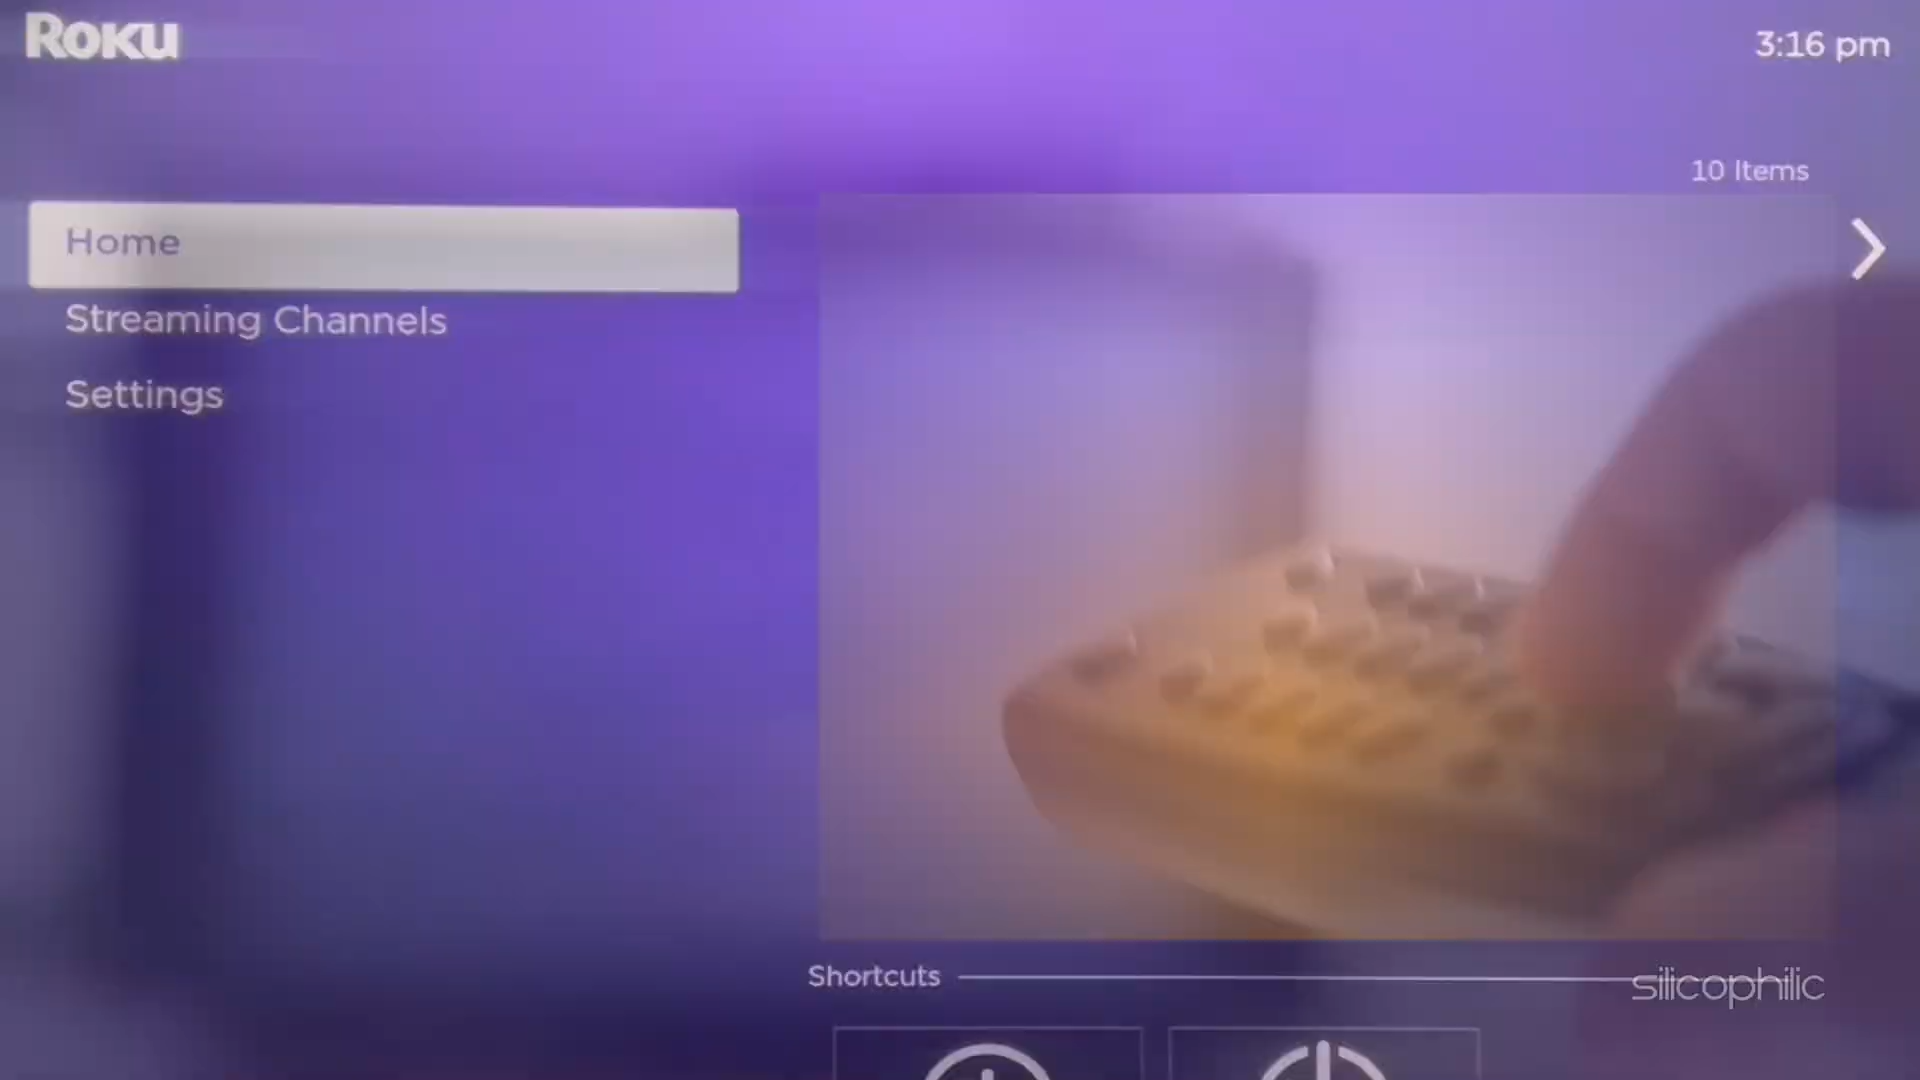 Roku
3:16 pm
10 Items
Home
Streaming Channels
Settings
Shortcuts
silicophilic